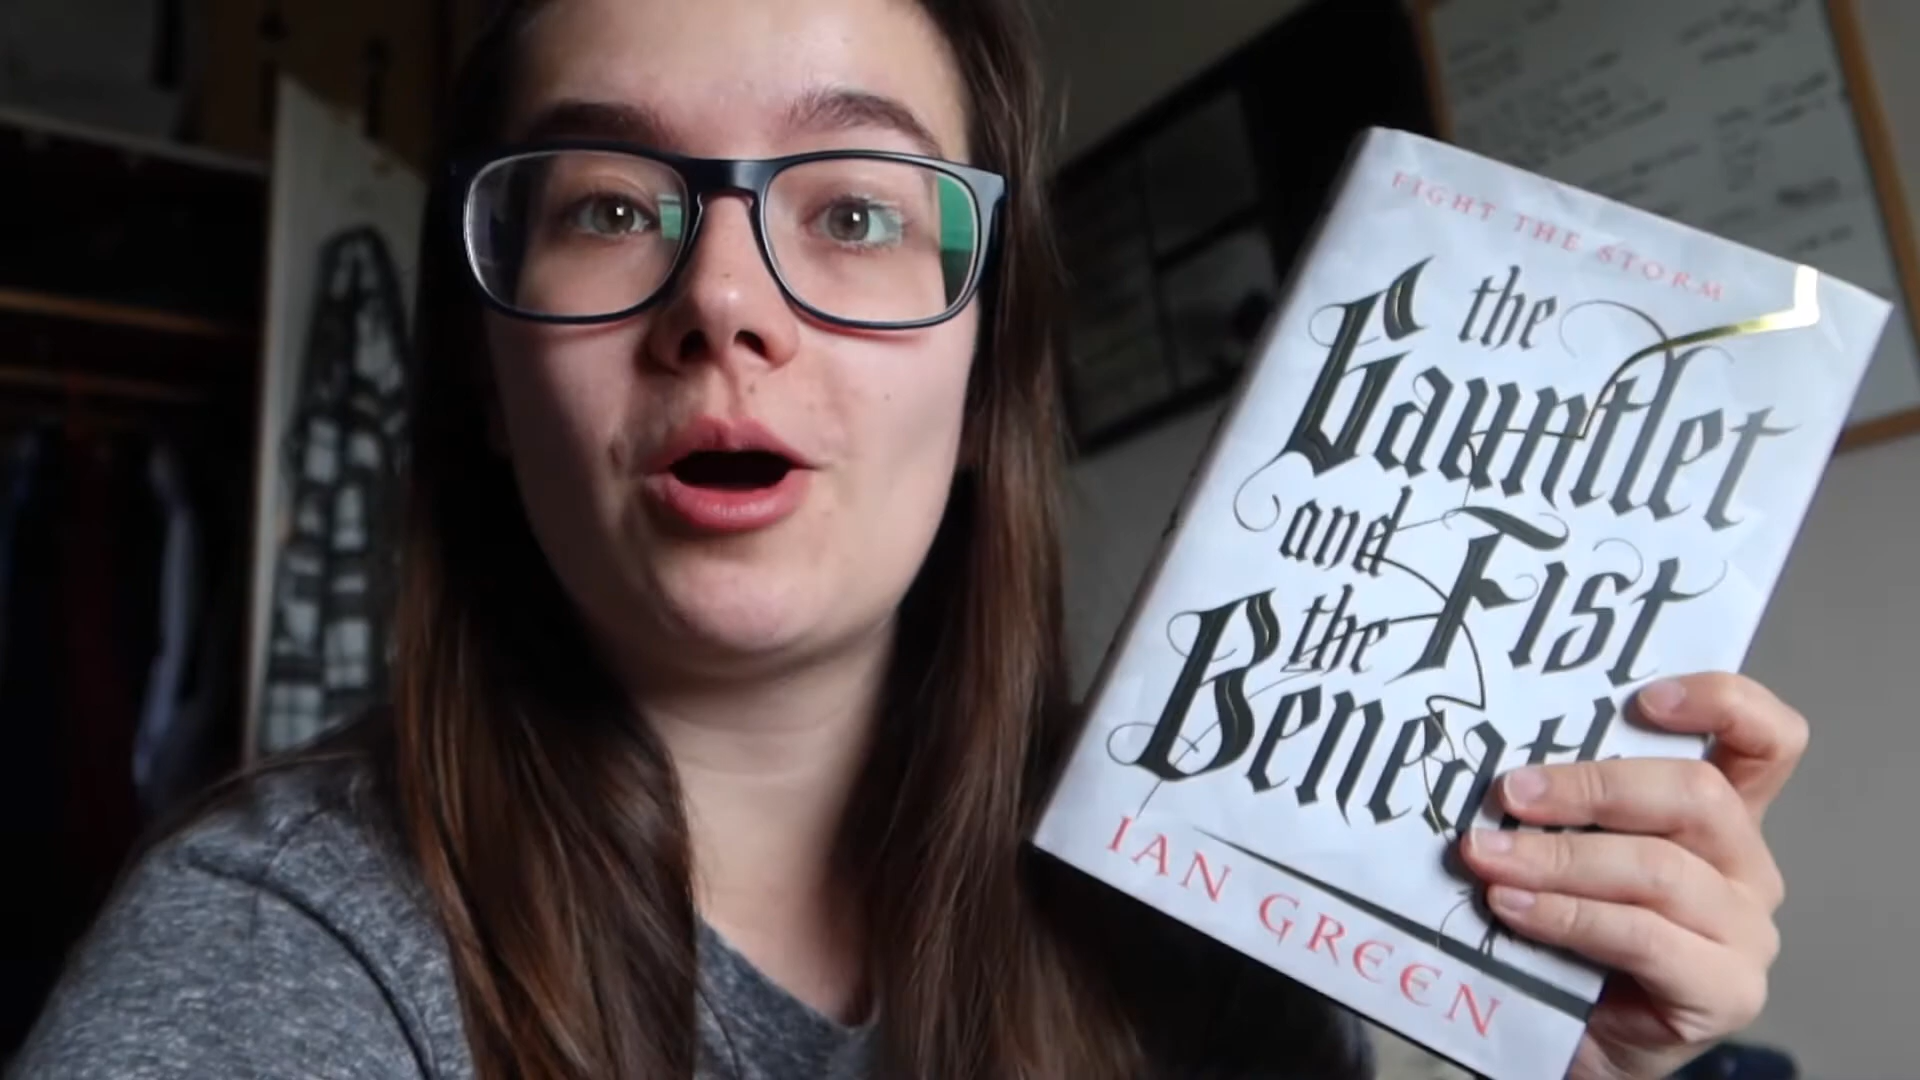 FIGHT THE STORM
the
Gauntlet
and
the Fist
Beneath
IAN GREEN